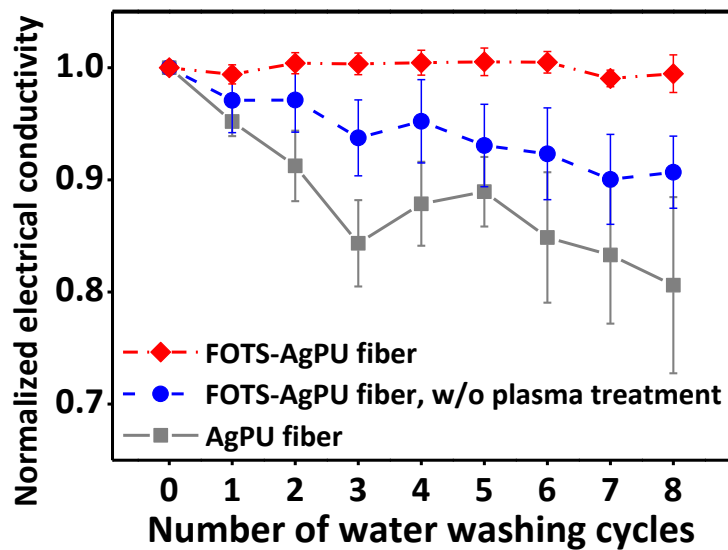 Normalized electrical conductivity
1.0
0.9
0.8
0.7
FOTS-AgPU fiber
FOTS-AgPU fiber, w/o plasma treatment
AgPU fiber
0 1 2 3 4 5 6 7 8
Number of water washing cycles